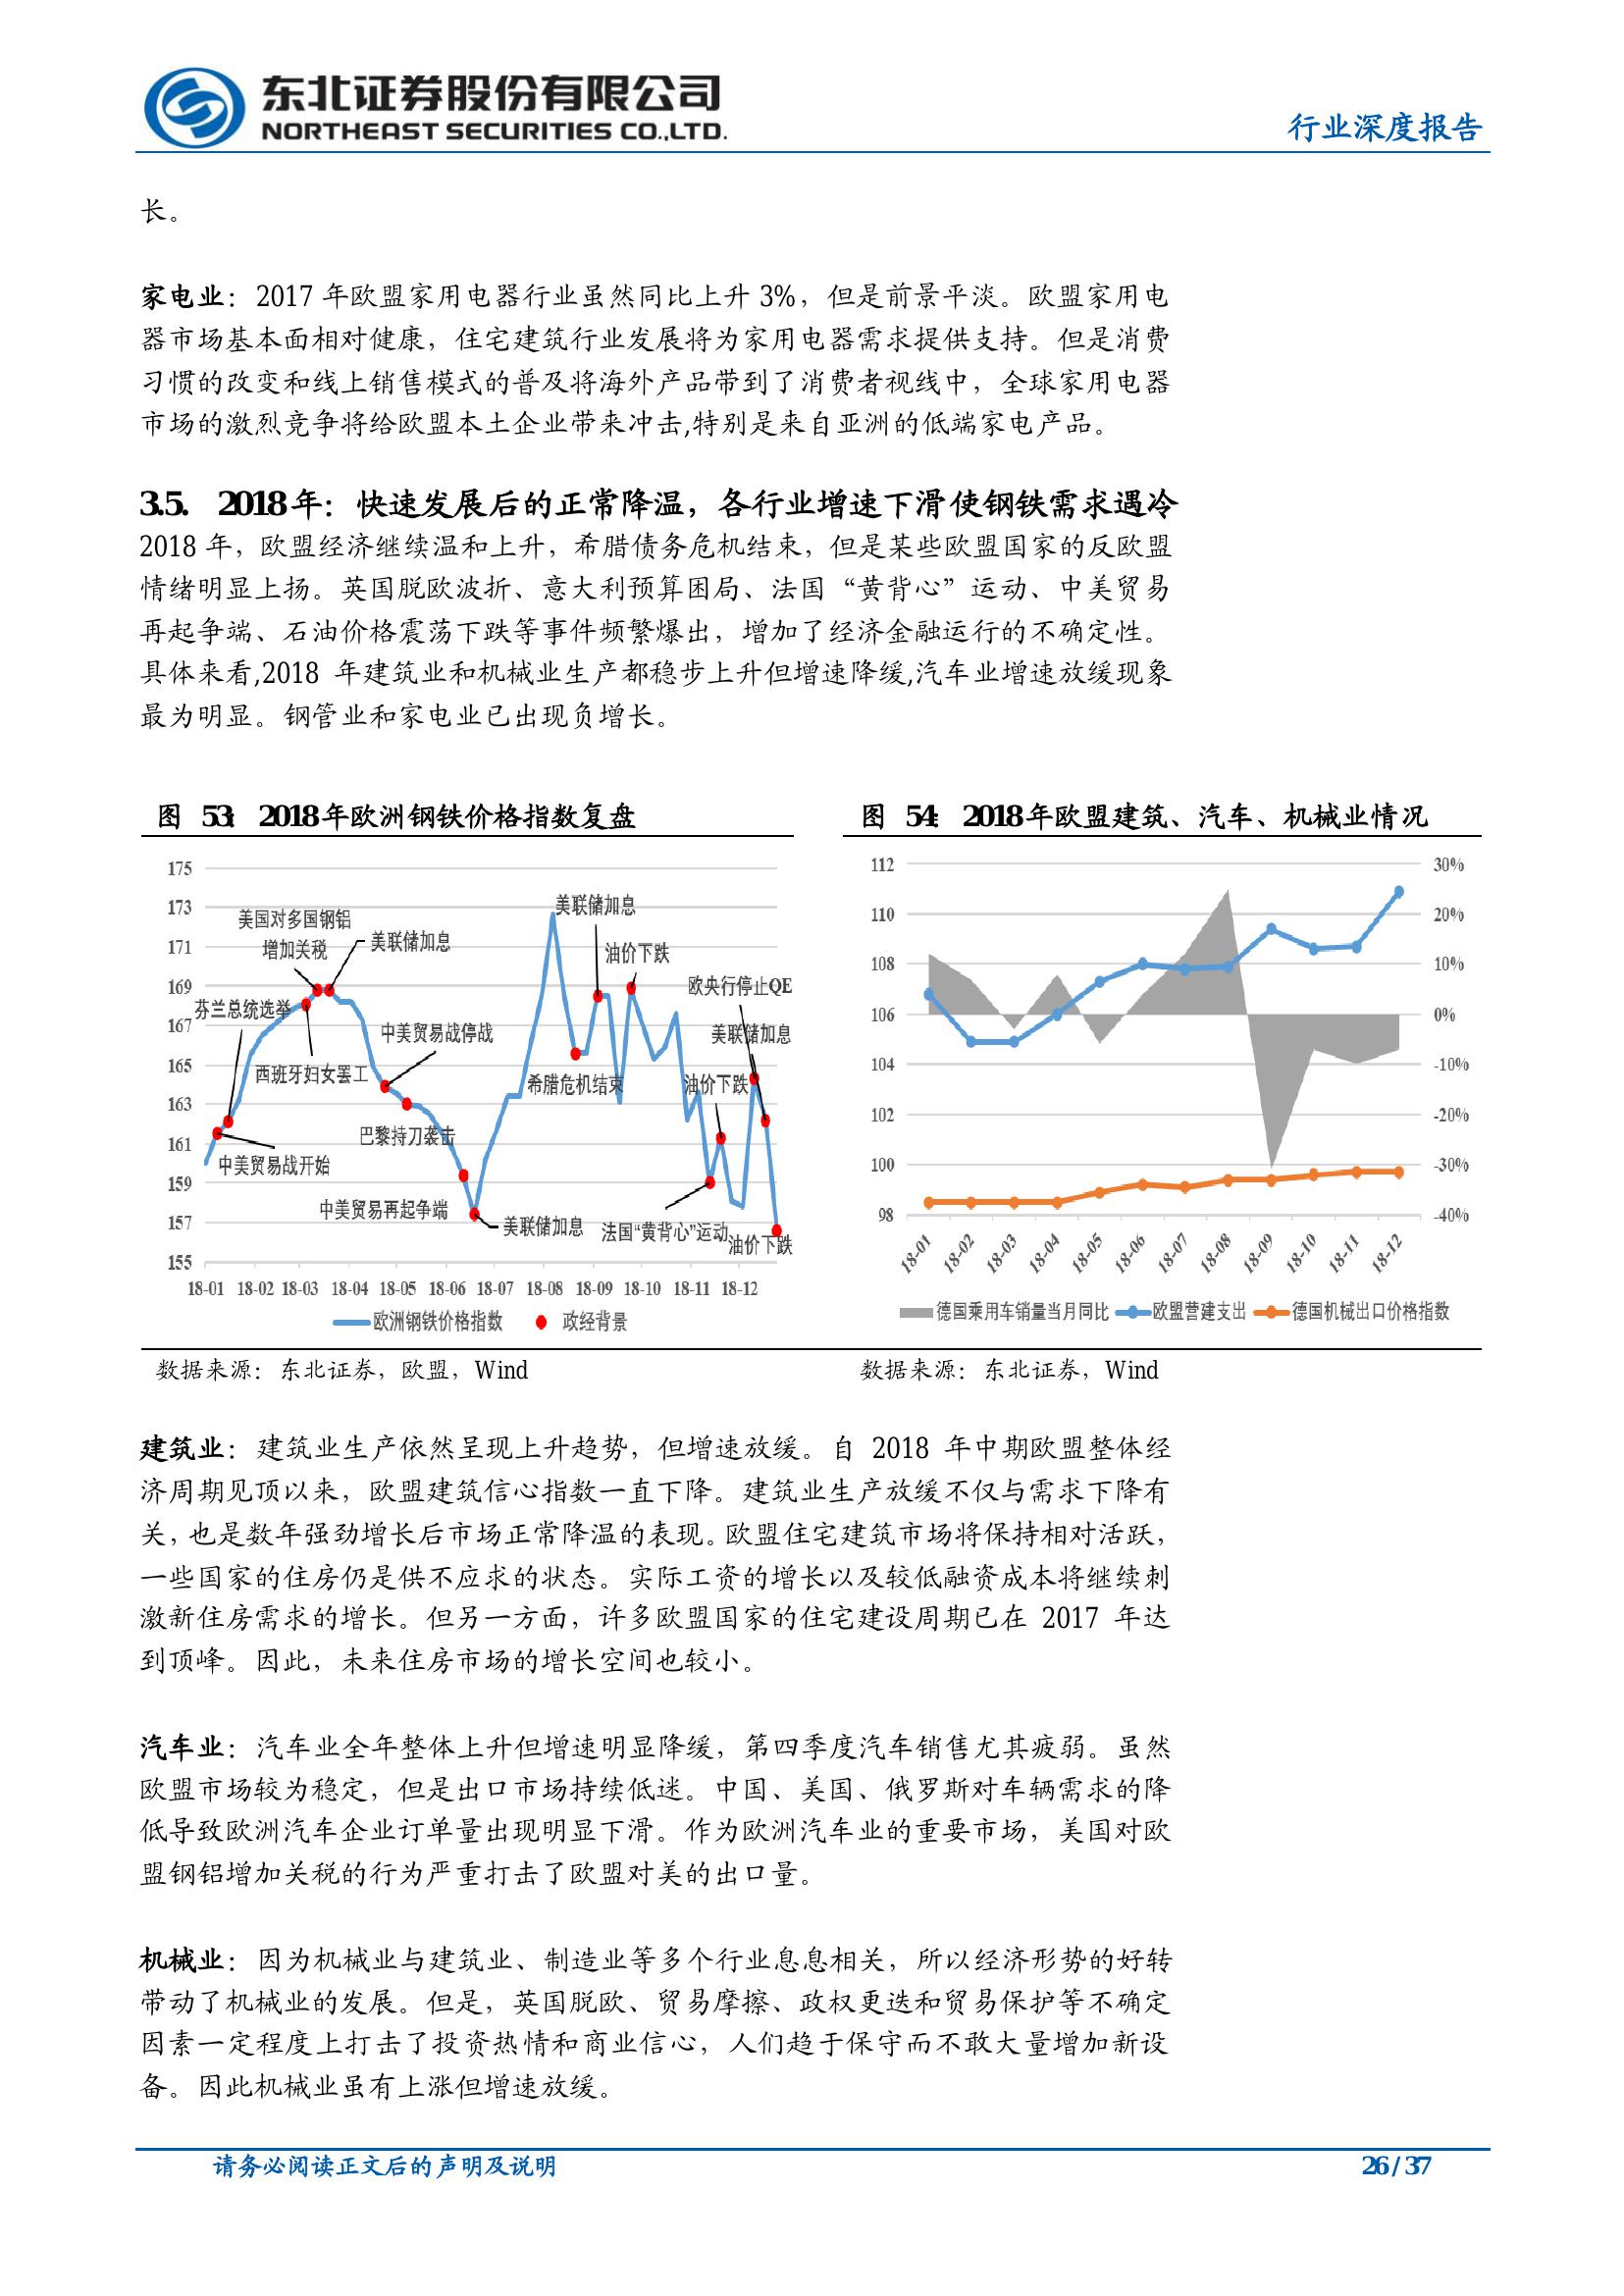 东北证券股份有限公司
NORTHEAST SECURITIES CO.,LTD.
行业深度报告
长。
家电业：2017 年欧盟家用电器行业虽然同比上升 3%，但是前景平淡。欧盟家用电
器市场基本面相对健康，住宅建筑行业发展将为家用电器需求提供支持。但是消费
习惯的改变和线上销售模式的普及将海外产品带到了消费者视线中，全球家用电器
市场的激烈竞争将给欧盟本土企业带来冲击,特别是来自亚洲的低端家电产品。
3.5. 2018 年：快速发展后的正常降温，各行业增速下滑使钢铁需求遇冷
2018 年，欧盟经济继续温和上升，希腊债务危机结束，但是某些欧盟国家的反欧盟
情绪明显上扬。英国脱欧波折、意大利预算困局、法国“黄背心”运动、中美贸易
再起争端、石油价格震荡下跌等事件频繁爆出，增加了经济金融运行的不确定性。
具体来看,2018 年建筑业和机械业生产都稳步上升但增速降缓,汽车业增速放缓现象
最为明显。钢管业和家电业已出现负增长。
图 53：2018 年欧洲钢铁价格指数复盘
175
173
171
169
167
165
163
161
159
157
155
美国对多国钢铝
增加关税
美联储加息
芬兰总统选举
西班牙妇女罢工
中美贸易战停战
中美贸易战开始
巴黎持刀袭击
中美贸易再起争端
美联储加息
美联储加息
油价下跌
欧央行停止QE
美联储加息
希腊危机结束
油价下跌
法国“黄背心”运动
油价下跌
18-01 18-02 18-03 18-04 18-05 18-06 18-07 18-08 18-09 18-10 18-11 18-12
欧洲钢铁价格指数 政经背景
数据来源：东北证券，欧盟，Wind
图 54：2018 年欧盟建筑、汽车、机械业情况
112
110
108
106
104
102
100
98
30%
20%
10%
0%
-10%
-20%
-30%
-40%
18-01 18-02 18-03 18-04 18-05 18-06 18-07 18-08 18-09 18-10 18-11 18-12
德国乘用车销量当月同比 欧盟营建支出 德国机械出口价格指数
数据来源：东北证券，Wind
建筑业：建筑业生产依然呈现上升趋势，但增速放缓。自 2018 年中期欧盟整体经
济周期见顶以来，欧盟建筑信心指数一直下降。建筑业生产放缓不仅与需求下降有
关，也是数年强劲增长后市场正常降温的表现。欧盟住宅建筑市场将保持相对活跃，
一些国家的住房仍是供不应求的状态。实际工资的增长以及较低融资成本将继续刺
激新住房需求的增长。但另一方面，许多欧盟国家的住宅建设周期已在 2017 年达
到顶峰。因此，未来住房市场的增长空间也较小。
汽车业：汽车业全年整体上升但增速明显降缓，第四季度汽车销售尤其疲弱。虽然
欧盟市场较为稳定，但是出口市场持续低迷。中国、美国、俄罗斯对车辆需求的降
低导致欧洲汽车企业订单量出现明显下滑。作为欧洲汽车业的重要市场，美国对欧
盟钢铝增加关税的行为严重打击了欧盟对美的出口量。
机械业：因为机械业与建筑业、制造业等多个行业息息相关，所以经济形势的好转
带动了机械业的发展。但是，英国脱欧、贸易摩擦、政权更迭和贸易保护等不确定
因素一定程度上打击了投资热情和商业信心，人们趋于保守而不敢大量增加新设
备。因此机械业虽有上涨但增速放缓。
请务必阅读正文后的声明及说明
26 / 37